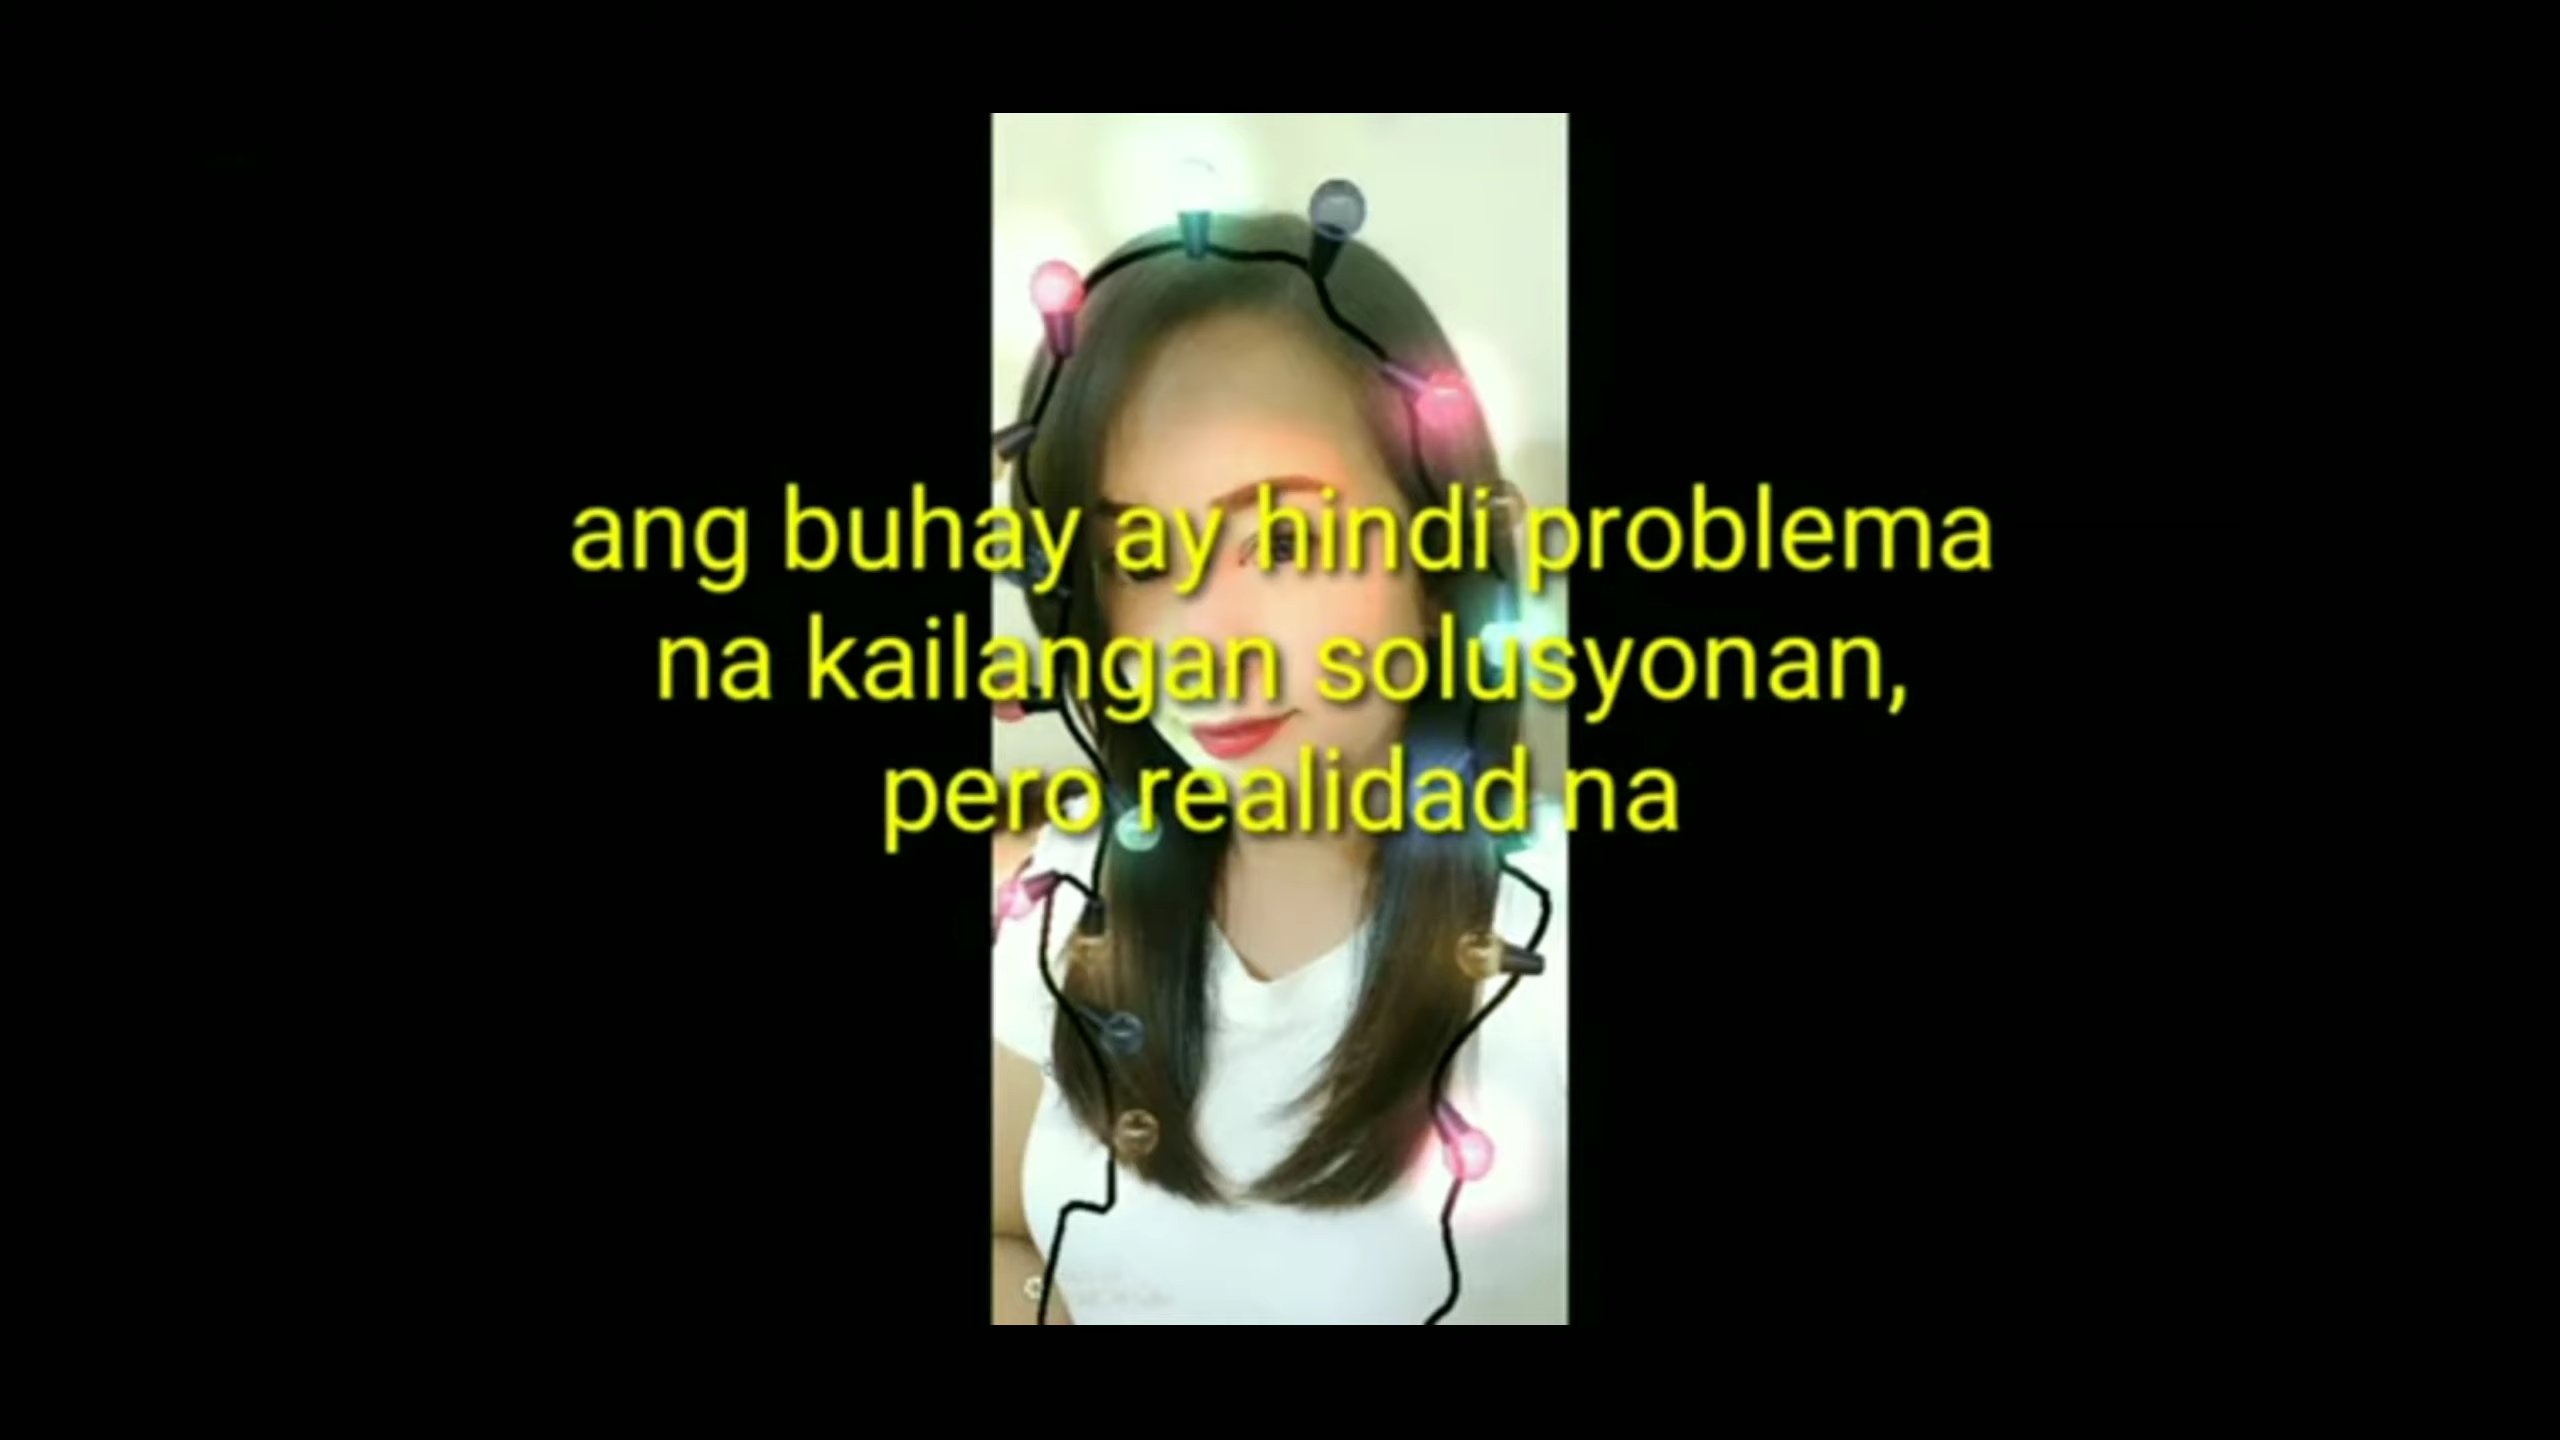 ang buhay ay hindi problema
na kailangan solusyonan,
pero realidad na